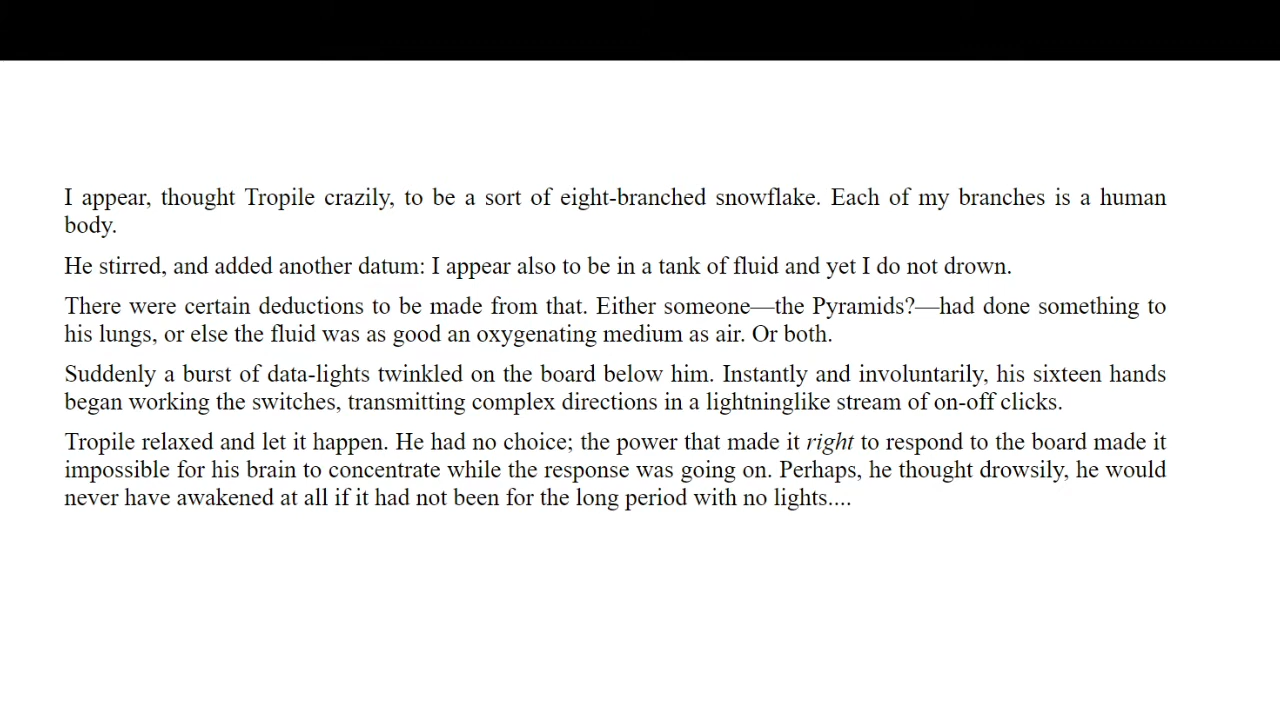 I appear, thought Tropile crazily, to be a sort of eight-branched snowflake. Each of my branches is a human
body.
He stirred, and added another datum: I appear also to be in a tank of fluid and yet I do not drown.
There were certain deductions to be made from that. Either someone—the Pyramids?—had done something to
his lungs, or else the fluid was as good an oxygenating medium as air. Or both.
Suddenly a burst of data-lights twinkled on the board below him. Instantly and involuntarily, his sixteen hands
began working the switches, transmitting complex directions in a lightninglike stream of on-off clicks.
Tropile relaxed and let it happen. He had no choice; the power that made it right to respond to the board made it
impossible for his brain to concentrate while the response was going on. Perhaps, he thought drowsily, he would
never have awakened at all if it had not been for the long period with no lights....